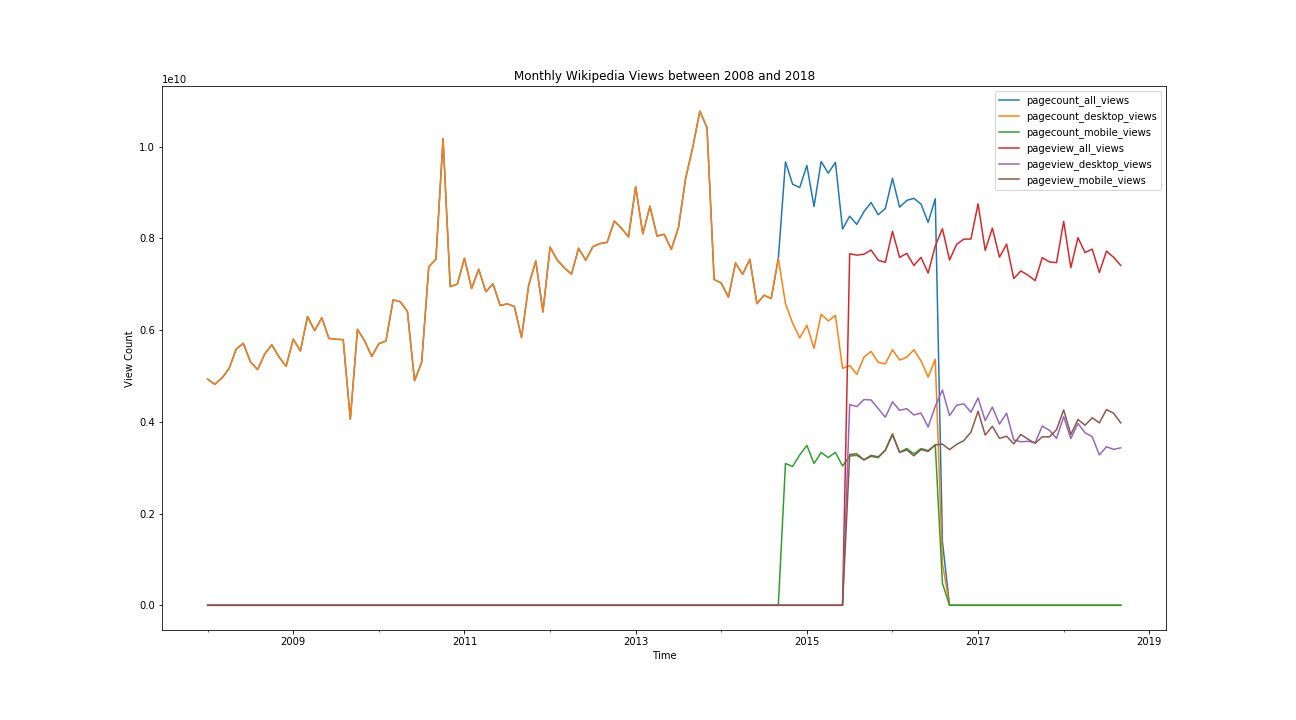 Monthly Wikipedia Views between 2008 and 2018
1e10
pagecount_all_views
pagecount_desktop_views
pagecount_mobile_views
pageview_all_views
pageview_desktop_views
pageview_mobile_views
1.0
0.8
0.6
0.4
0.2
0.0
View Count
2009 2011 2013 2015 2017 2019
Time